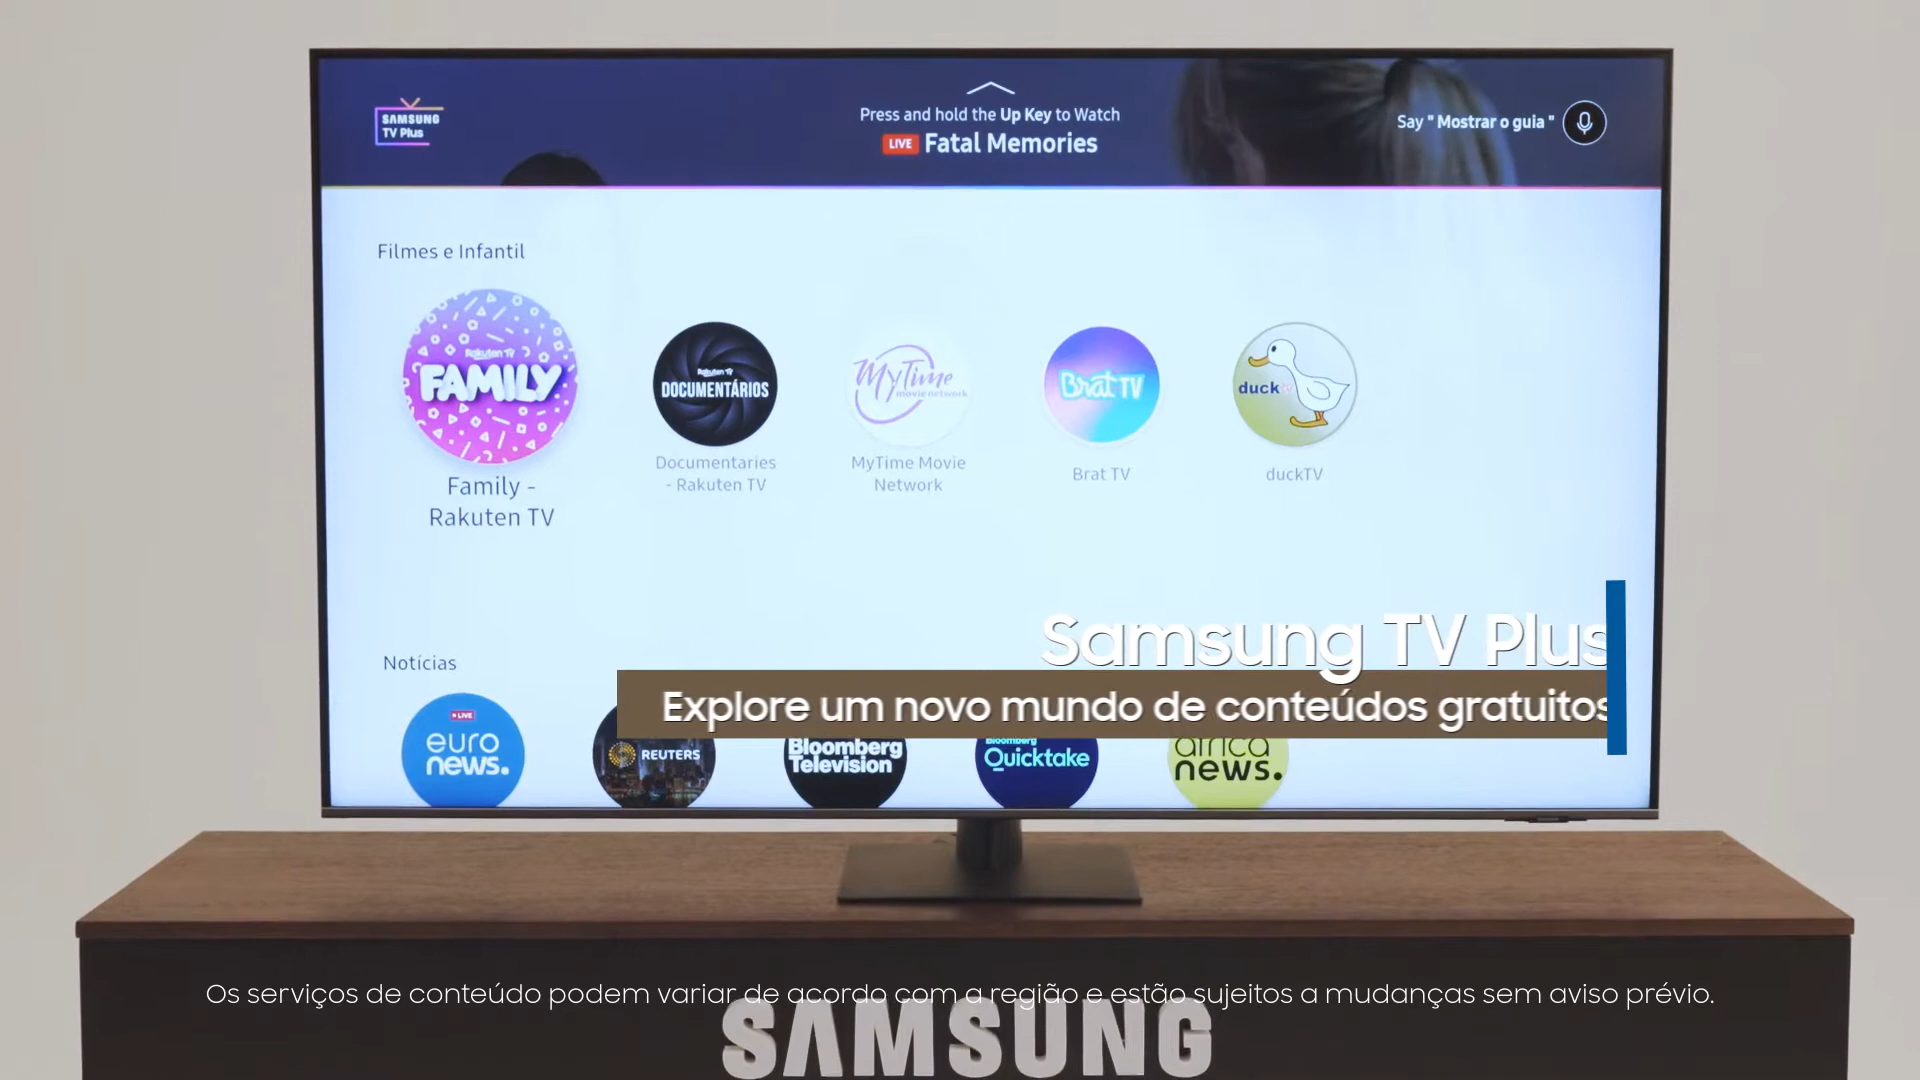 SAMSUNG
TV Plus
Press and hold the Up Key to Watch
LIVE Fatal Memories
Say " Mostrar o guia "
Filmes e Infantil
Rakuten TV
FAMILY
Rakuten TV
DOCUMENTÁRIOS
MyTime
movie network
Brat TV
duck tv
Family -
Rakuten TV
Documentaries
- Rakuten TV
MyTime Movie
Network
Brat TV
duckTV
Samsung TV Plus
Explore um novo mundo de conteúdos gratuitos
Notícias
LIVE
euro
news.
REUTERS
Bloomberg
Television
Bloomberg
Quicktake
africa
news.
Os serviços de conteúdo podem variar de acordo com a região e estão sujeitos a mudanças sem aviso prévio.
SAMSUNG